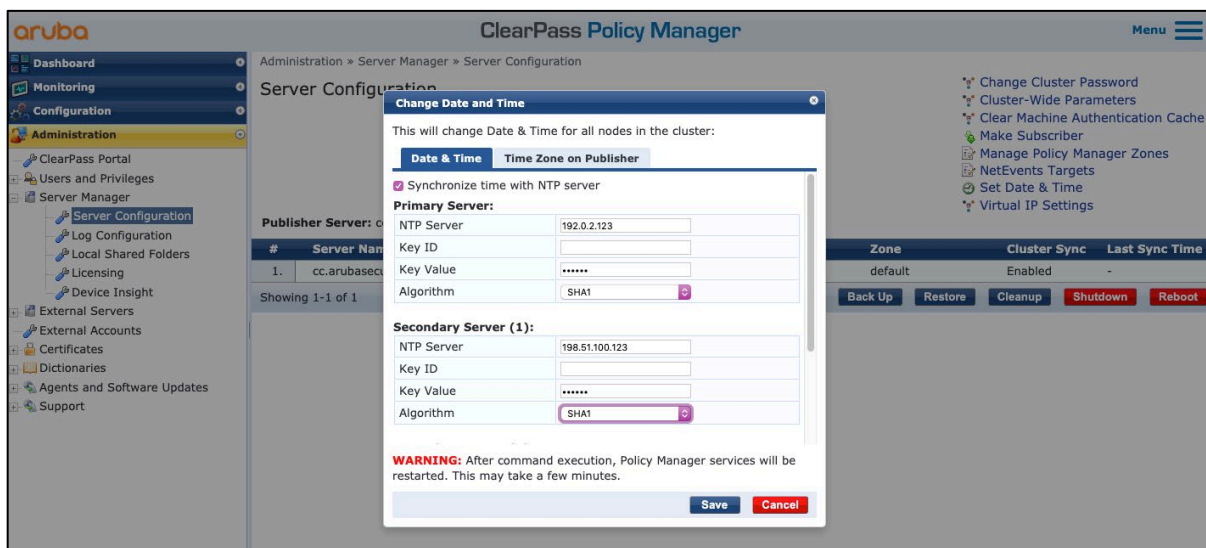 aruba
ClearPass Policy Manager
Menu
Dashboard
Monitoring
Configuration
Administration
ClearPass Portal
Users and Privileges
Server Manager
Server Configuration
Log Configuration
Local Shared Folders
Licensing
Device Insight
External Servers
External Accounts
Certificates
Dictionaries
Agents and Software Updates
Support
Administration » Server Manager » Server Configuration
Server Configuration
Change Cluster Password
Cluster-Wide Parameters
Clear Machine Authentication Cache
Make Subscriber
Manage Policy Manager Zones
NetEvents Targets
Set Date & Time
Virtual IP Settings
Publisher Server:
# Server Zone Cluster Sync Last Sync Time
1. default Enabled -
Showing 1-1 of 1
Back Up Restore Cleanup Shutdown Reboot
Change Date and Time
This will change Date & Time for all nodes in the cluster:
Date & Time Time Zone on Publisher
Synchronize time with NTP server
Primary Server:
NTP Server 192.0.2.123
Key ID
Key Value ••••••
Algorithm SHA1
Secondary Server (1):
NTP Server 198.51.100.123
Key ID
Key Value ••••••
Algorithm SHA1
WARNING: After command execution, Policy Manager services will be
restarted. This may take a few minutes.
Save Cancel